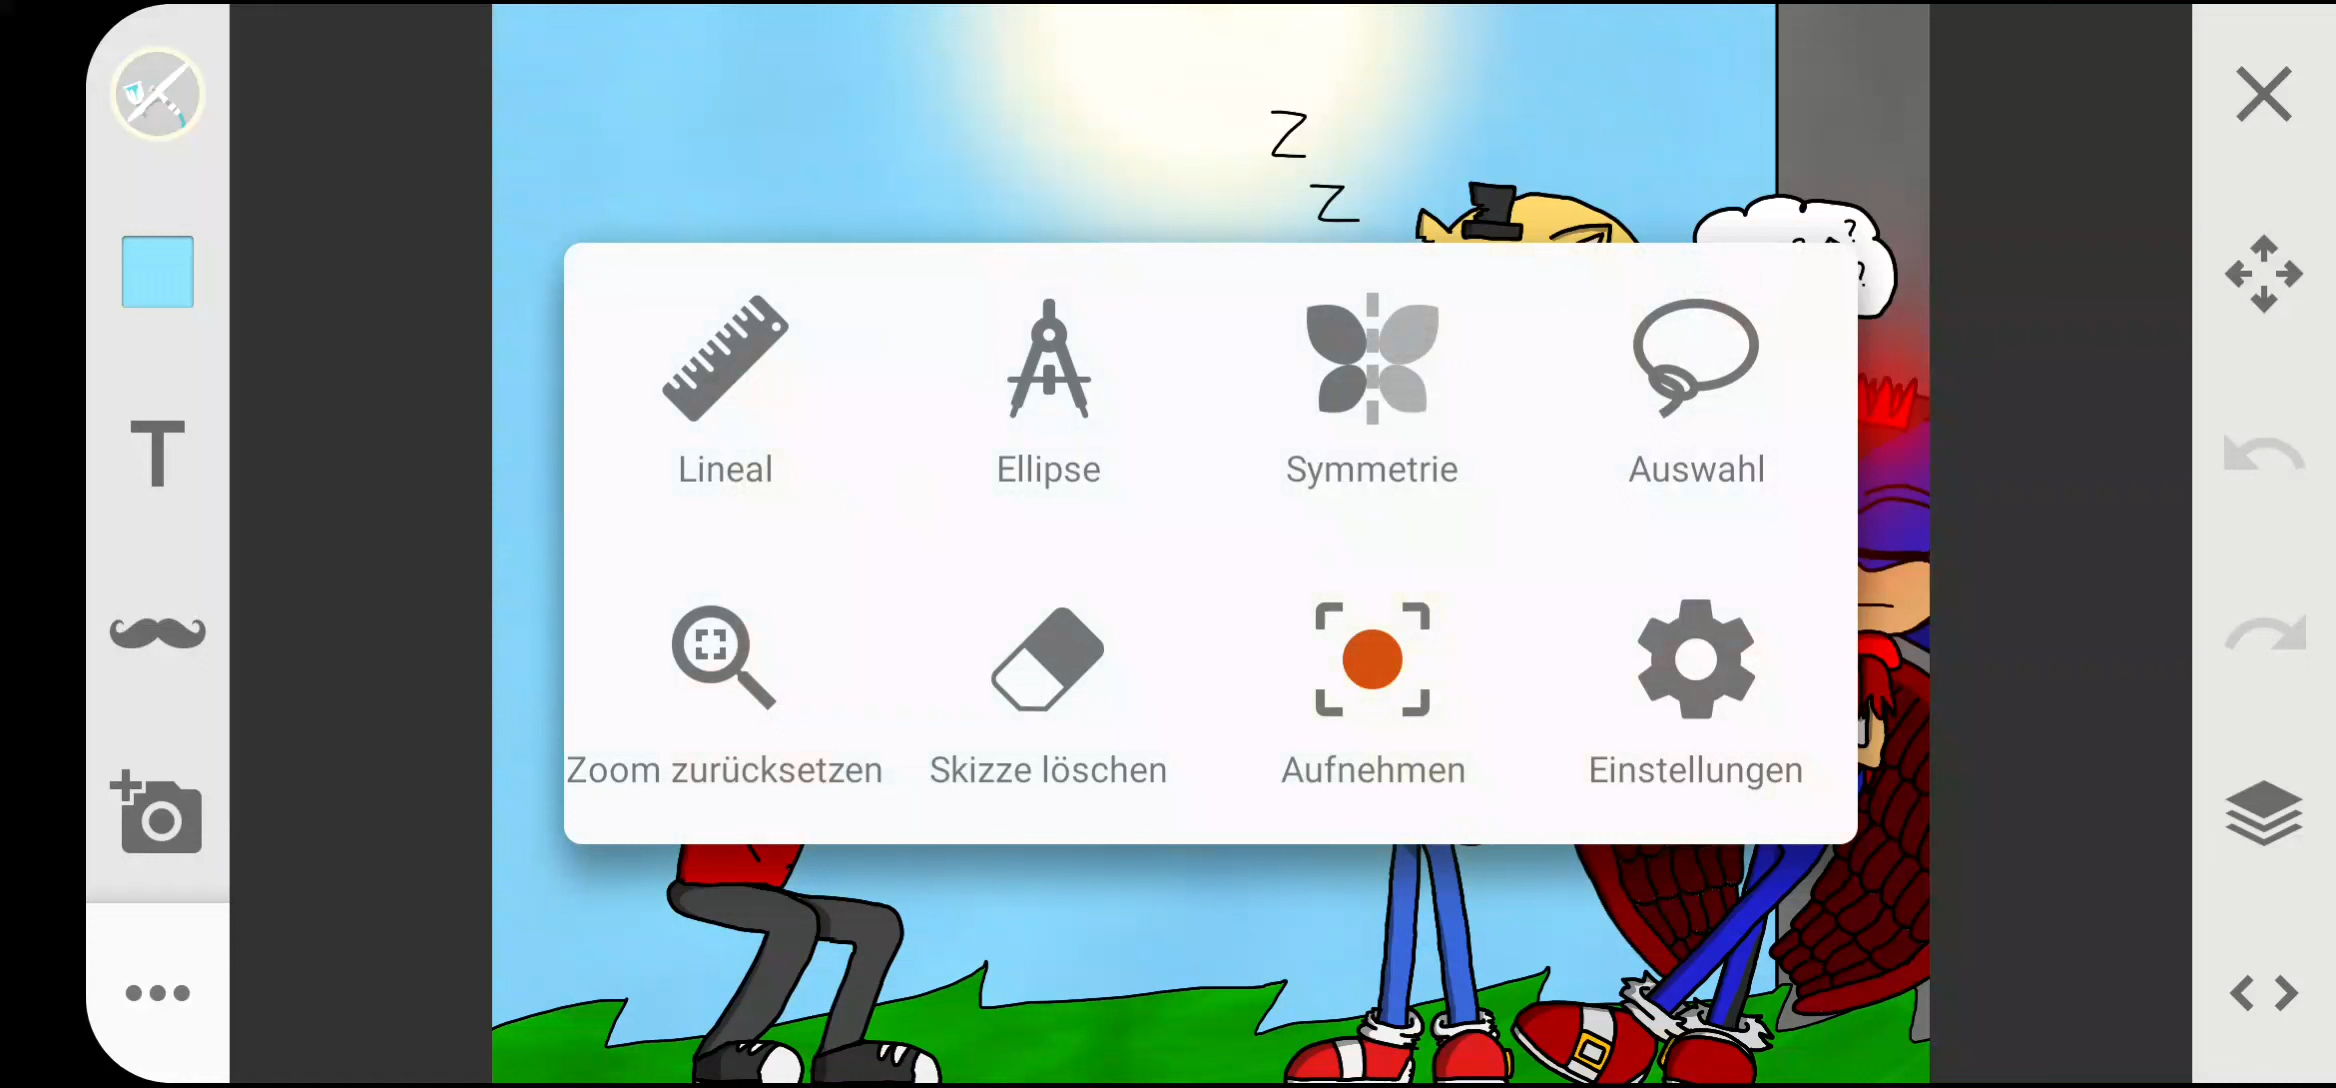 Z
Z
?
?
?
T
Lineal
Ellipse
Symmetrie
Auswahl
Zoom zurücksetzen
Skizze löschen
Aufnehmen
Einstellungen